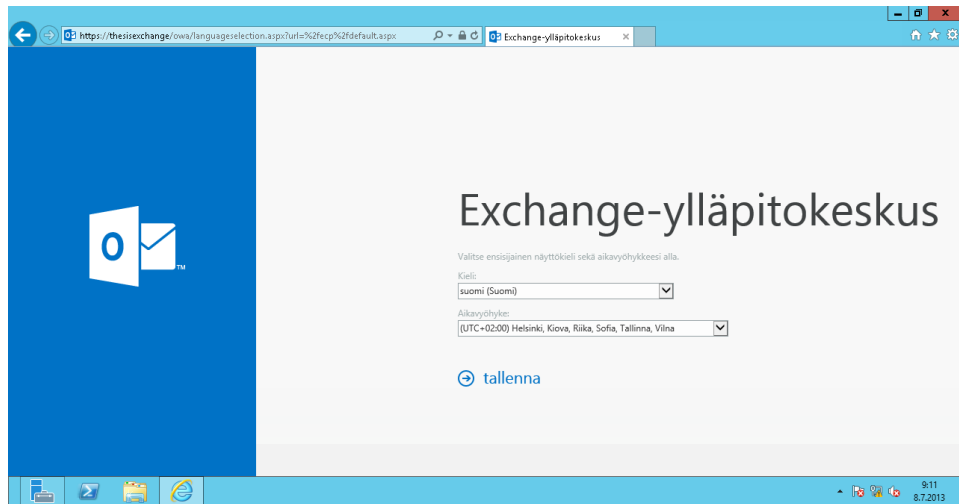 https://thesisexchange/owa/languageselection.aspx?url=%2fecp%2fdefault.aspx
Exchange-ylläpitokeskus
Exchange-ylläpitokeskus
Valitse ensisijainen näyttökieli sekä aikavyöhykkeesi alla.
Kieli:
suomi (Suomi)
Aikavyöhyke:
(UTC+02:00) Helsinki, Kiova, Riika, Sofia, Tallinna, Vilna
tallenna
O
TM
9:11
8.7.2013